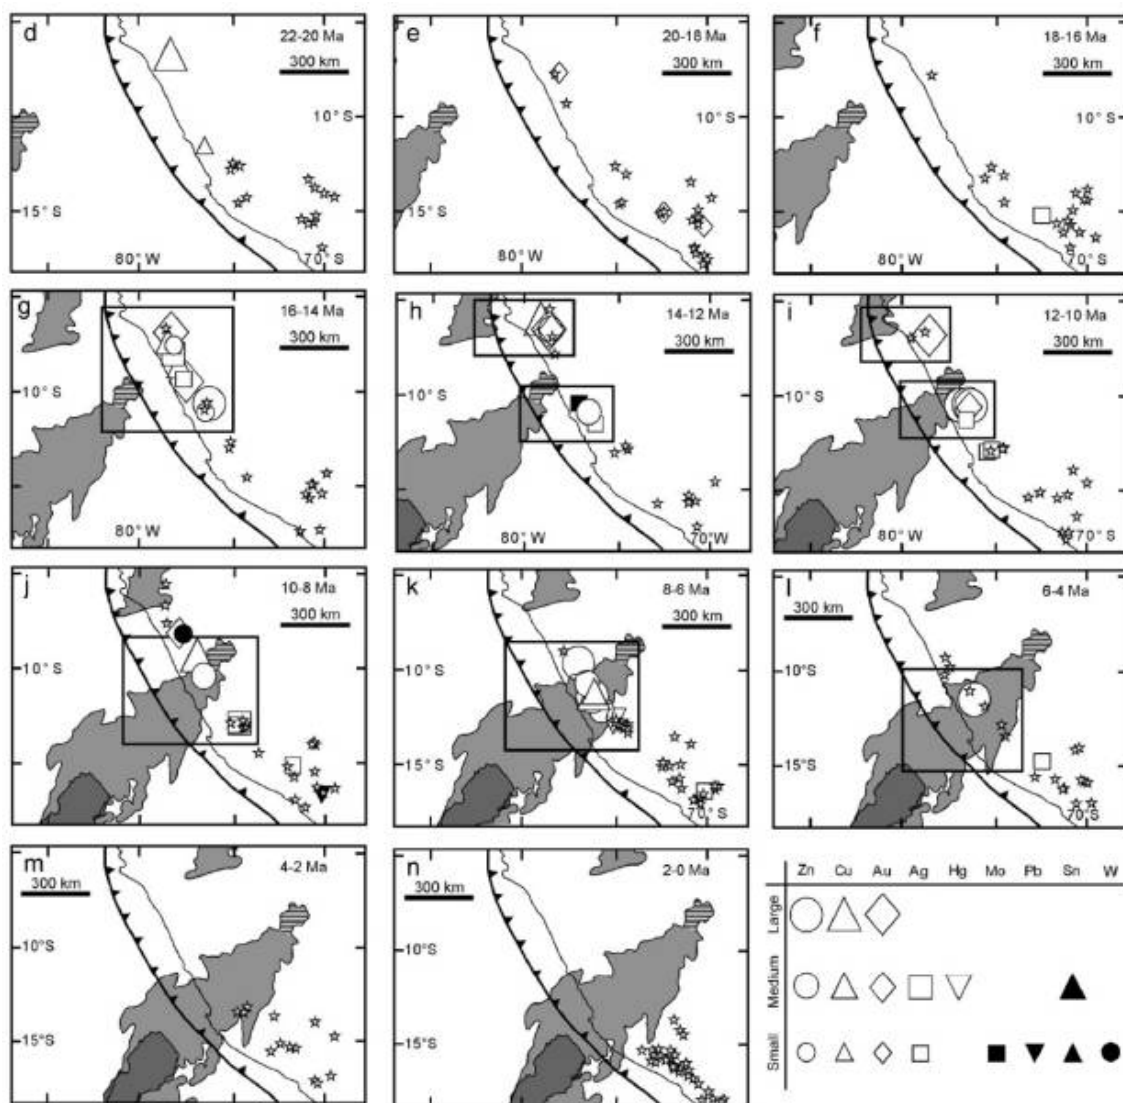 d 22-20 Ma
300 km
10° S
15° S
80° W 70° S
e 20-18 Ma
300 km
10° S
15° S
80° W
f 18-16 Ma
300 km
10° S
15° S
80° W 70° S
g 16-14 Ma
300 km
10° S
80° W
h 14-12 Ma
300 km
10° S
80° W 70° W
i 12-10 Ma
300 km
10° S
80° W 70° S
j 10-8 Ma
300 km
10° S
k 8-6 Ma
300 km
10° S
70° S
l 6-4 Ma
300 km
10° S
15° S
70° S
m 4-2 Ma
300 km
10°S
15°S
n 2-0 Ma
300 km
10°S
15°S
Zn Cu Au Ag Hg Mo Pb Sn W
Large
Medium
Small